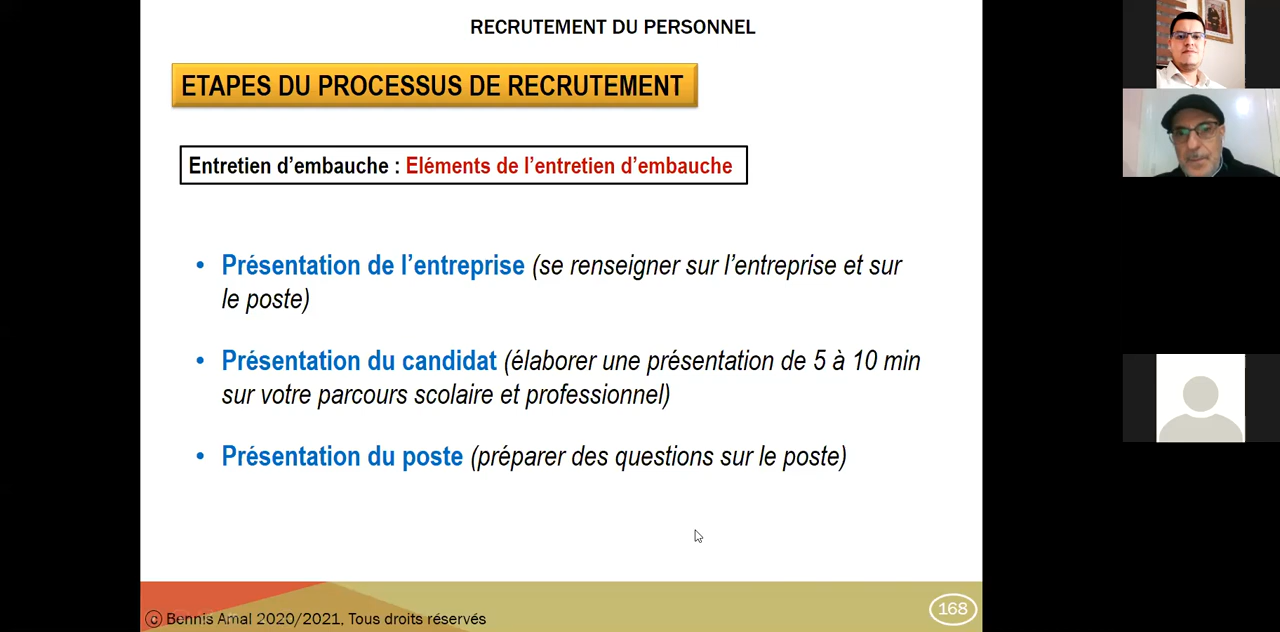 RECRUTEMENT DU PERSONNEL
ETAPES DU PROCESSUS DE RECRUTEMENT
Entretien d’embauche : Eléments de l’entretien d’embauche
• Présentation de l’entreprise (se renseigner sur l’entreprise et sur
le poste)
• Présentation du candidat (élaborer une présentation de 5 à 10 min
sur votre parcours scolaire et professionnel)
• Présentation du poste (préparer des questions sur le poste)
© Bennis Amal 2020/2021, Tous droits réservés
168